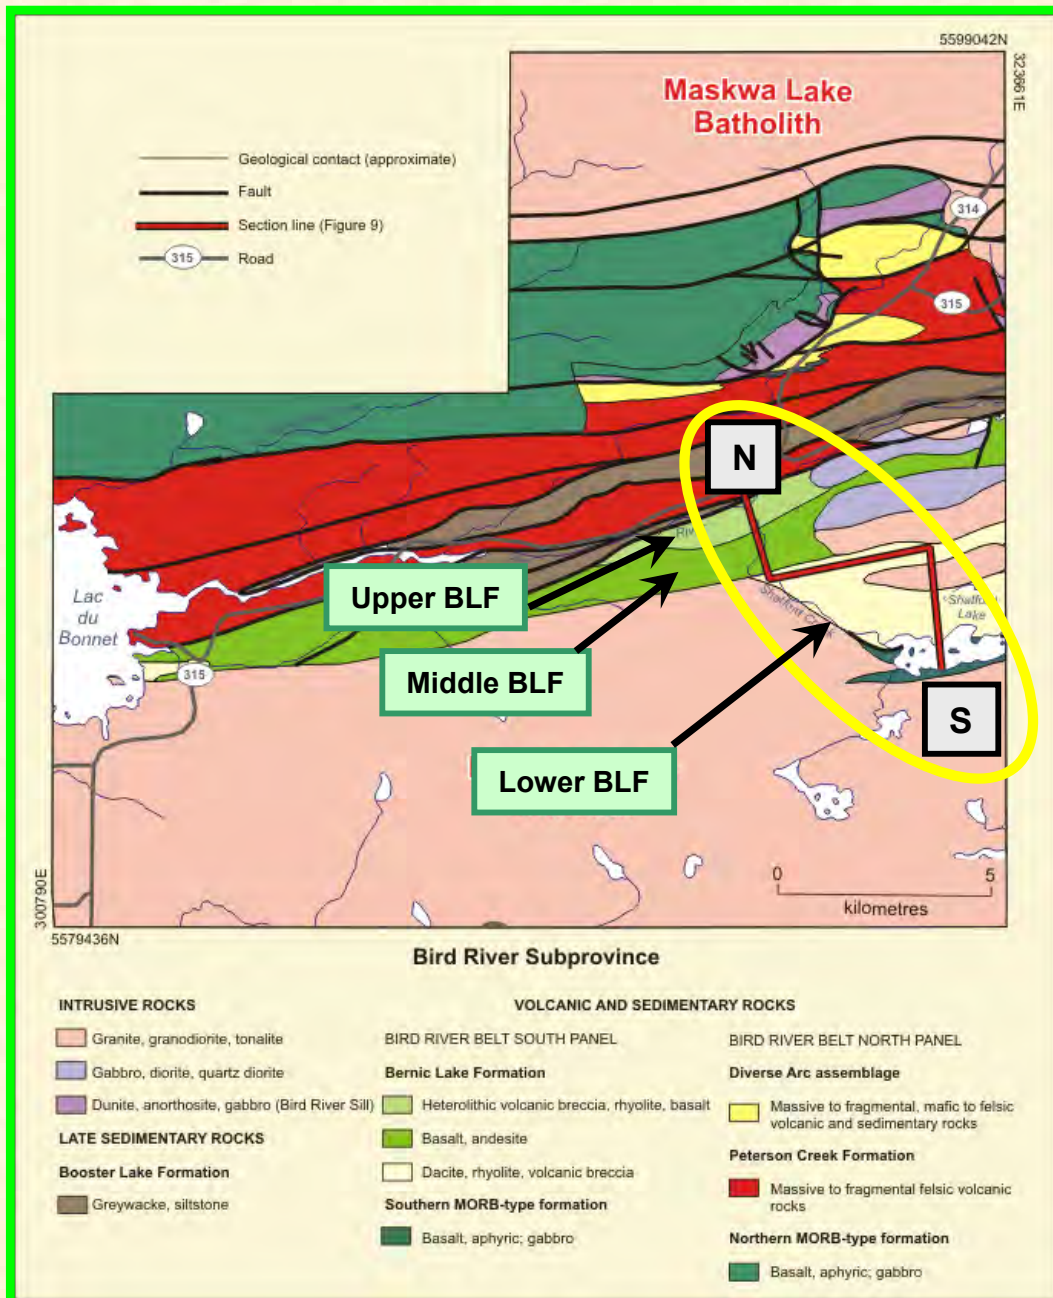 5599042N
323661E
Maskwa Lake
Batholith
Geological contact (approximate)
Fault
Section line (Figure 9)
315
Road
314
315
N
Upper BLF
Lac
du
Bonnet
Shatford Creek
Lake
Middle BLF
315
S
Lower BLF
0
5
kilometres
300790E
5579436N
Bird River Subprovince
INTRUSIVE ROCKS
Granite, granodiorite, tonalite
Gabbro, diorite, quartz diorite
Dunite, anorthosite, gabbro (Bird River Sill)
LATE SEDIMENTARY ROCKS
Booster Lake Formation
Greywacke, siltstone
VOLCANIC AND SEDIMENTARY ROCKS
BIRD RIVER BELT SOUTH PANEL
Bernic Lake Formation
Heterolithic volcanic breccia, rhyolite, basalt
Basalt, andesite
Dacite, rhyolite, volcanic breccia
Southern MORB-type formation
Basalt, aphyric; gabbro
BIRD RIVER BELT NORTH PANEL
Diverse Arc assemblage
Massive to fragmental, mafic to felsic
volcanic and sedimentary rocks
Peterson Creek Formation
Massive to fragmental felsic volcanic
rocks
Northern MORB-type formation
Basalt, aphyric; gabbro